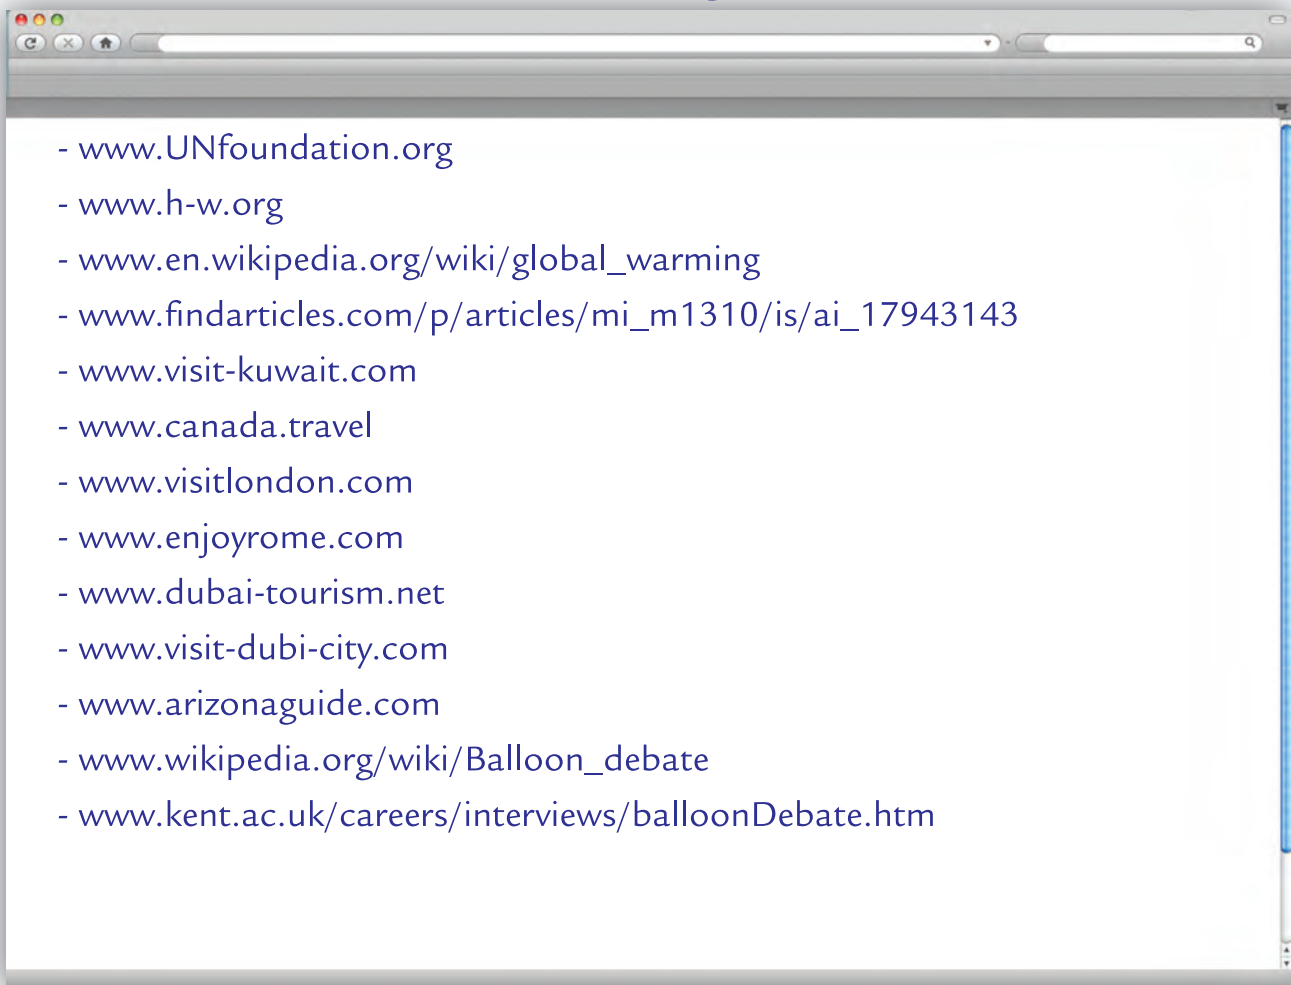 - www.UNfoundation.org
- www.h-w.org
- www.en.wikipedia.org/wiki/global_warming
- www.findarticles.com/p/articles/mi_m1310/is/ai_17943143
- www.visit-kuwait.com
- www.canada.travel
- www.visitlondon.com
- www.enjoyrome.com
- www.dubai-tourism.net
- www.visit-dubi-city.com
- www.arizonaguide.com
- www.wikipedia.org/wiki/Balloon_debate
- www.kent.ac.uk/careers/interviews/balloonDebate.htm